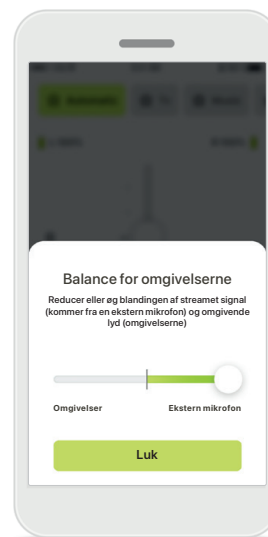 Balance for omgivelserne
Reducer eller øg blandingen af streamet signal
(kommer fra en ekstern mikrofon) og omgivende
lyd (omgivelserne)
Omgivelser Ekstern mikrofon
Luk